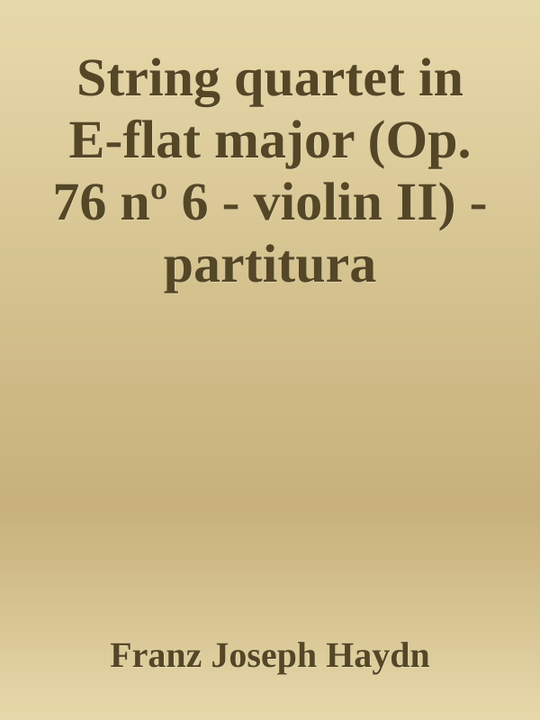 String quartet in
E-flat major (Op.
76 nº 6 - violin II) -
partitura
Franz Joseph Haydn